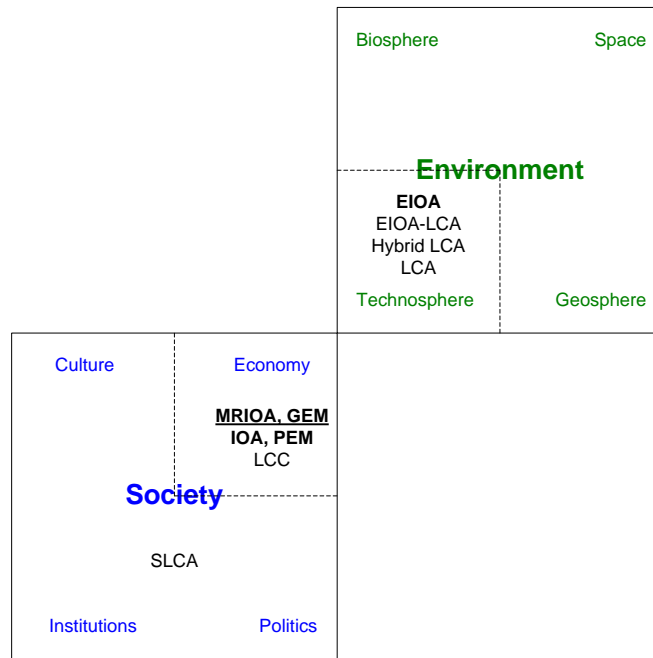 Biosphere Space
Environment
EIOA
EIOA-LCA
Hybrid LCA
LCA
Technosphere Geosphere
Culture Economy
MRIOA, GEM
IOA, PEM
LCC
Society
SLCA
Institutions Politics